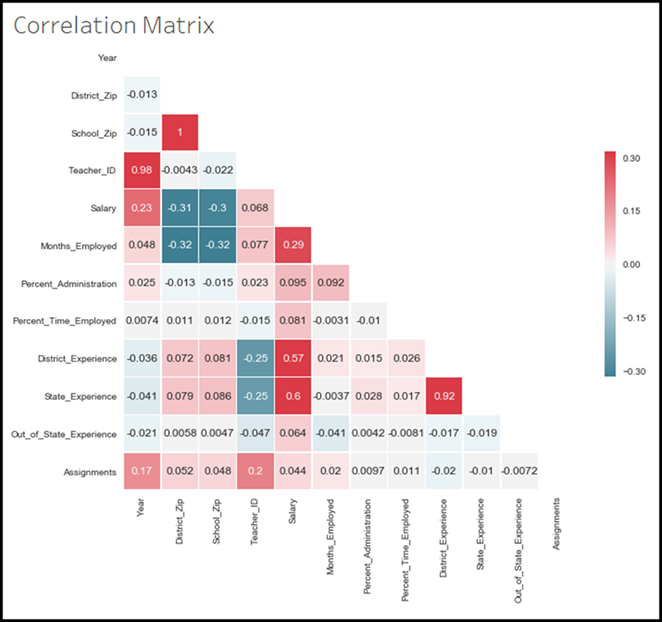 Correlation Matrix
Year
District_Zip -0.013
School_Zip -0.015 1
Teacher_ID 0.98 -0.0043 -0.022
Salary 0.23 -0.31 -0.3 0.068
Months_Employed 0.048 -0.32 -0.32 0.077 0.29
Percent_Administration 0.025 -0.013 -0.015 0.023 0.095 0.092
Percent_Time_Employed 0.0074 0.011 0.012 -0.015 0.081 -0.0031 -0.01
District_Experience -0.036 0.072 0.081 -0.25 0.57 0.021 0.015 0.026
State_Experience -0.041 0.079 0.086 -0.25 0.6 -0.0037 0.028 0.017 0.92
Out_of_State_Experience -0.021 0.0058 0.0047 -0.047 0.064 -0.041 0.0042 -0.0081 -0.017 -0.019
Assignments 0.17 0.052 0.048 0.2 0.044 0.02 0.0097 0.011 -0.02 -0.01 -0.0072
Year
District_Zip
School_Zip
Teacher_ID
Salary
Months_Employed
Percent_Administration
Percent_Time_Employed
District_Experience
State_Experience
Out_of_State_Experience
Assignments
0.30
0.15
0.00
−0.15
−0.30